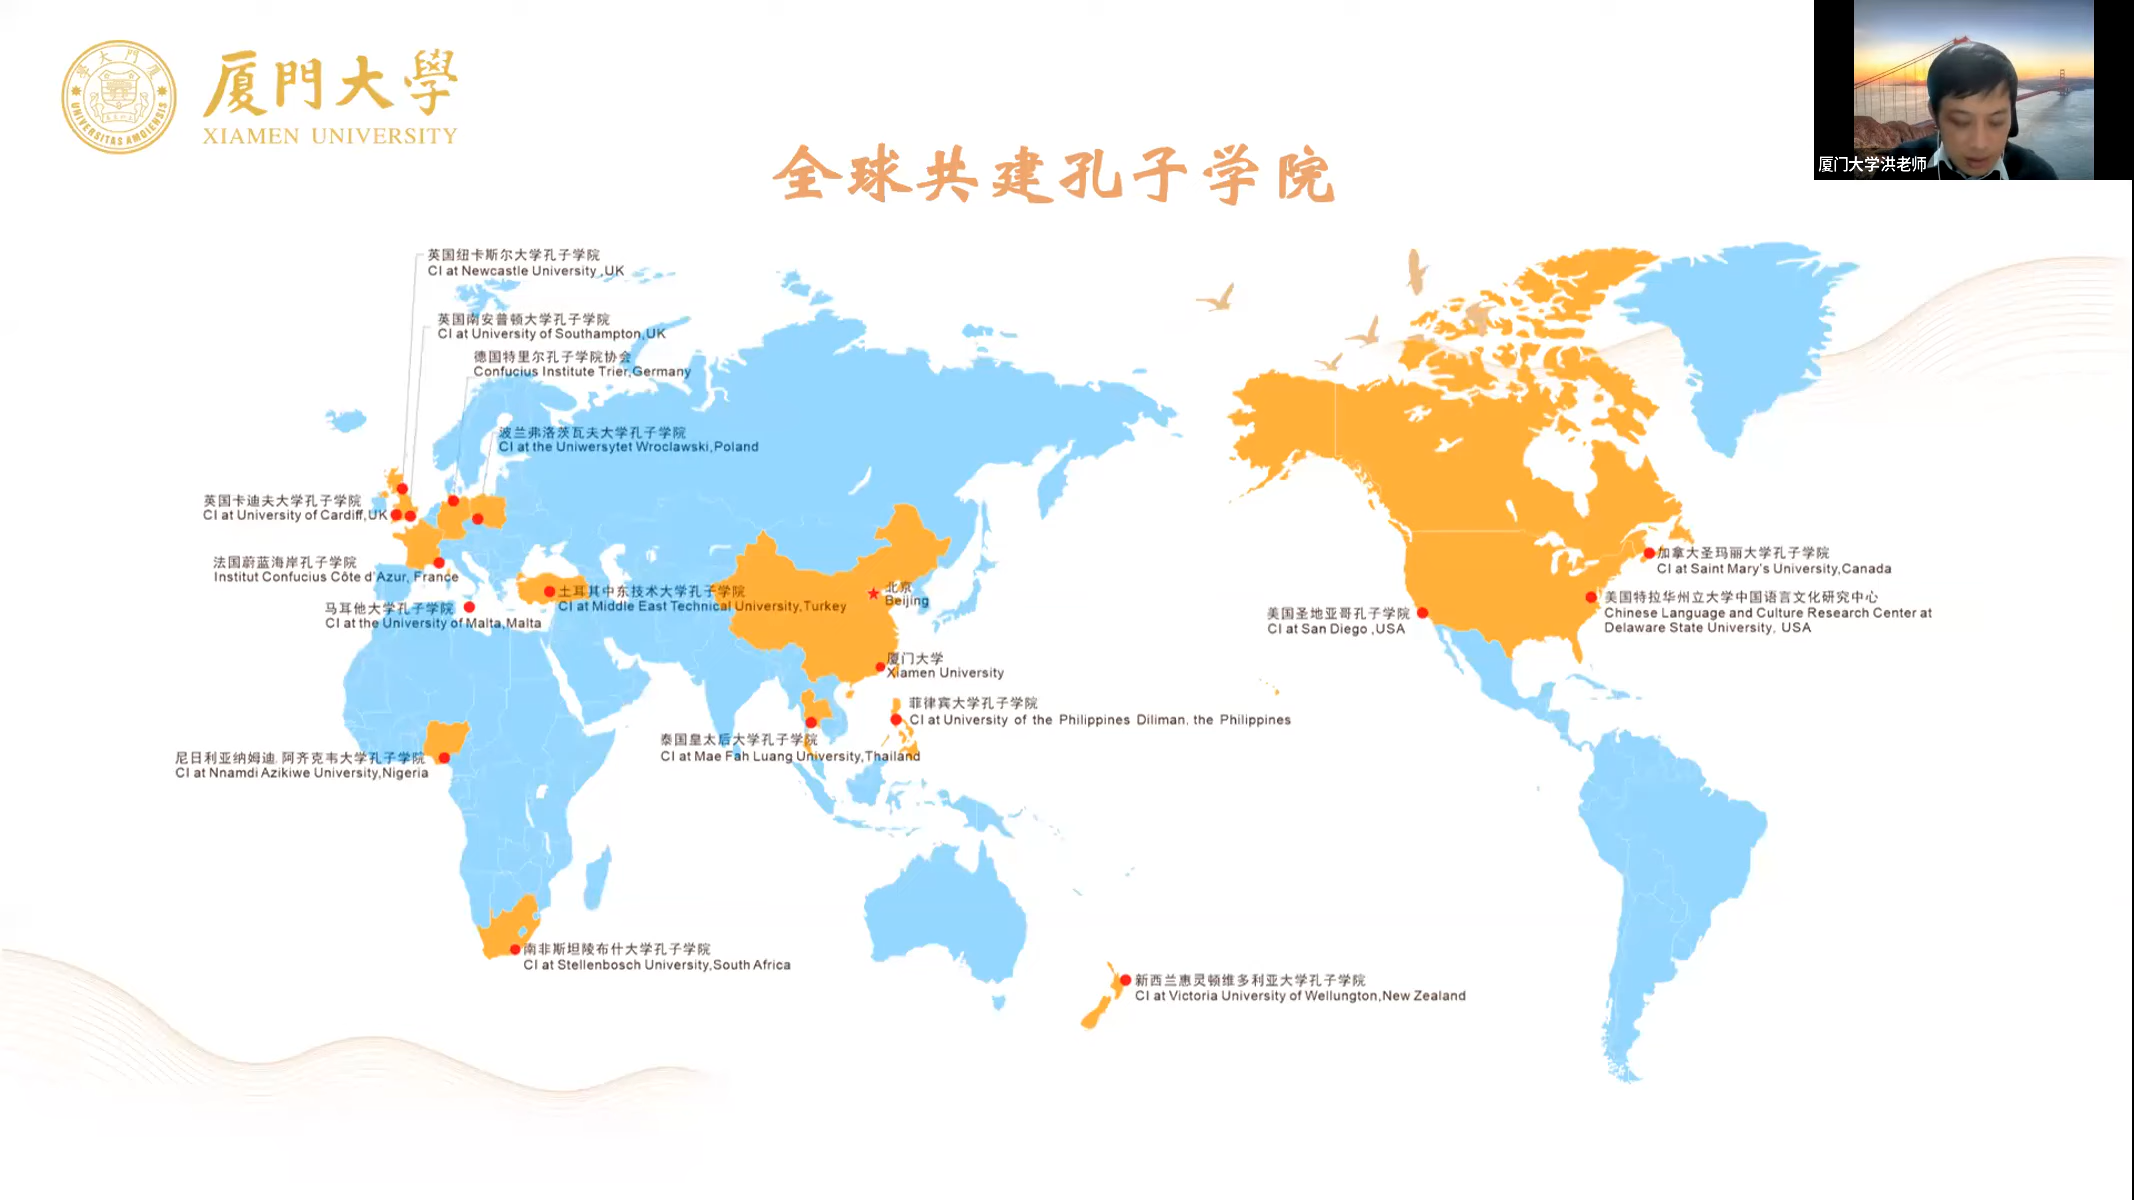 厦門大學
XIAMEN UNIVERSITY
UNIVERSITAS AMOIENSIS
厦门大学洪老师
全球共建孔子学院
英国纽卡斯尔大学孔子学院
CI at Newcastle University ,UK
英国南安普顿大学孔子学院
CI at University of Southampton,UK
德国特里尔孔子学院协会
Confucius Institute Trier,Germany
波兰弗洛茨瓦夫大学孔子学院
CI at the Uniwersytet Wroclawski,Poland
英国卡迪夫大学孔子学院
CI at University of Cardiff,UK
法国蔚蓝海岸孔子学院
Institut Confucius Côte d'Azur, France
马耳他大学孔子学院
CI at the University of Malta,Malta
土耳其中东技术大学孔子学院
CI at Middle East Technical University,Turkey
北京
Beijing
厦门大学
Xiamen University
菲律宾大学孔子学院
CI at University of the Philippines Diliman, the Philippines
泰国皇太后大学孔子学院
CI at Mae Fah Luang University,Thailand
尼日利亚纳姆迪.阿齐克韦大学孔子学院
CI at Nnamdi Azikiwe University,Nigeria
南非斯坦陵布什大学孔子学院
CI at Stellenbosch University,South Africa
新西兰惠灵顿维多利亚大学孔子学院
CI at Victoria University of Wellungton,New Zealand
加拿大圣玛丽大学孔子学院
CI at Saint Mary's University,Canada
美国特拉华州立大学中国语言文化研究中心
Chinese Language and Culture Research Center at
Delaware State University, USA
美国圣地亚哥孔子学院
CI at San Diego ,USA